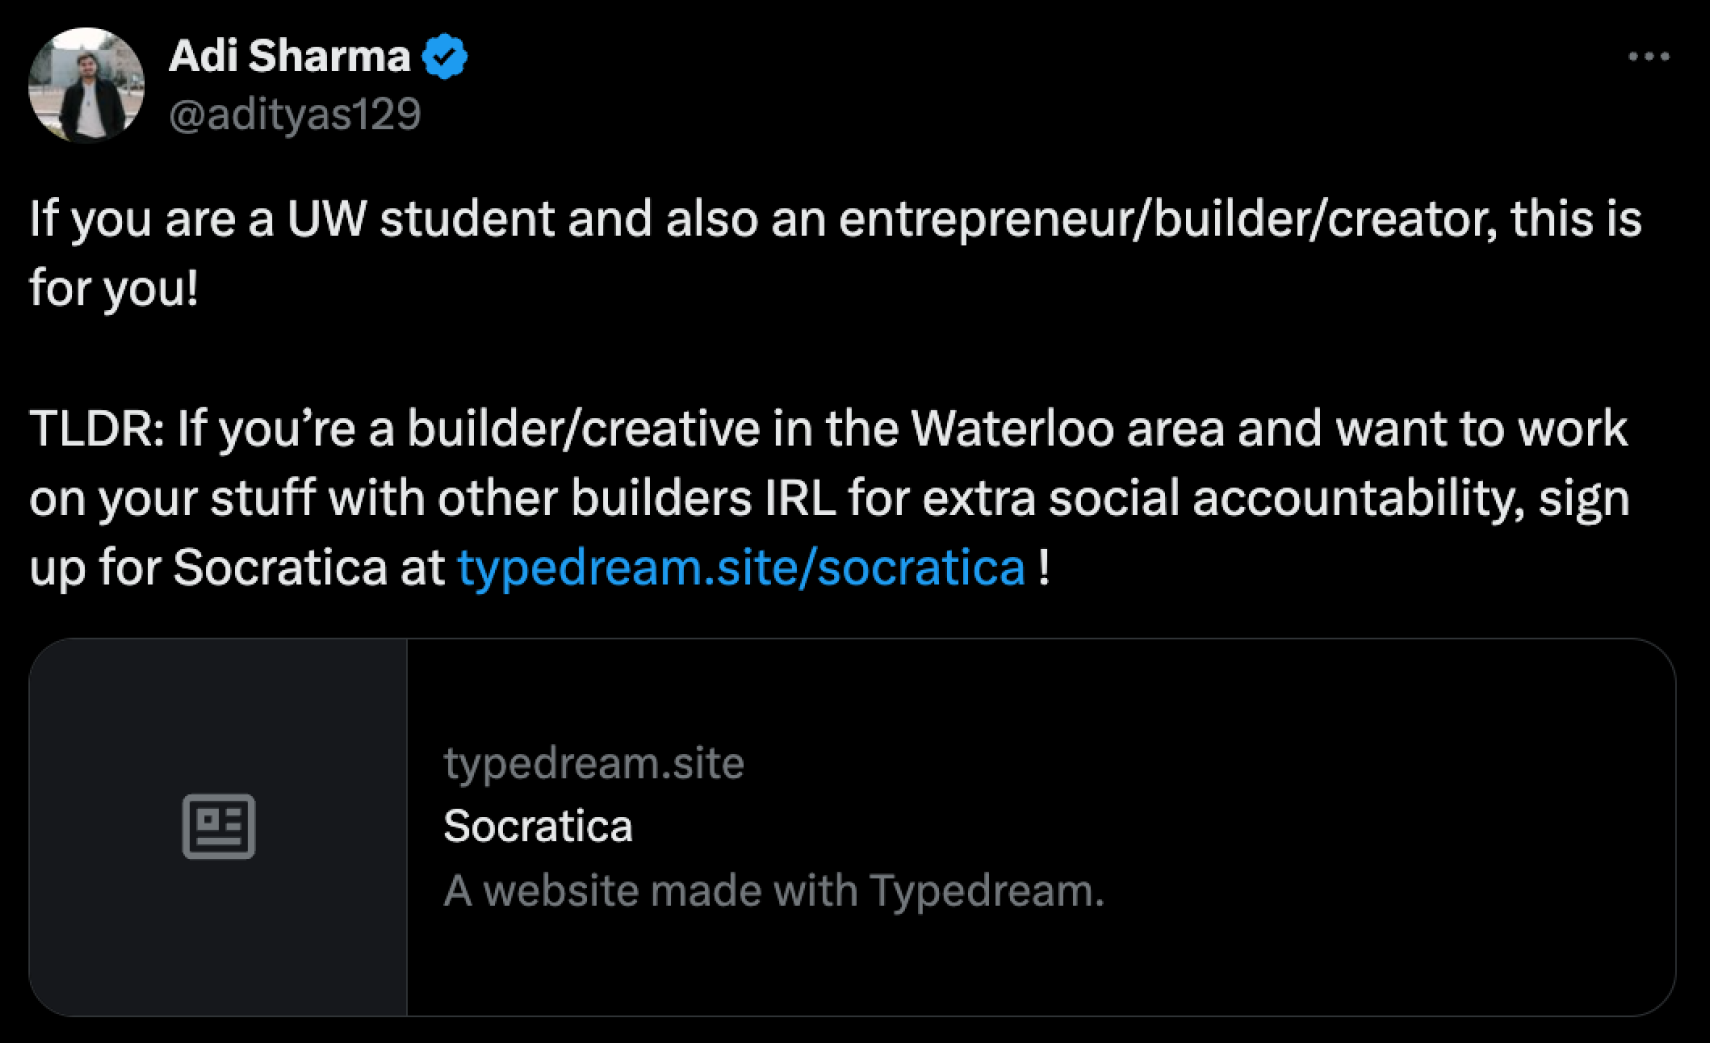 Adi Sharma
@adityas129
If you are a UW student and also an entrepreneur/builder/creator, this is
for you!
TLDR: If you’re a builder/creative in the Waterloo area and want to work
on your stuff with other builders IRL for extra social accountability, sign
up for Socratica at typedream.site/socratica !
typedream.site
Socratica
A website made with Typedream.